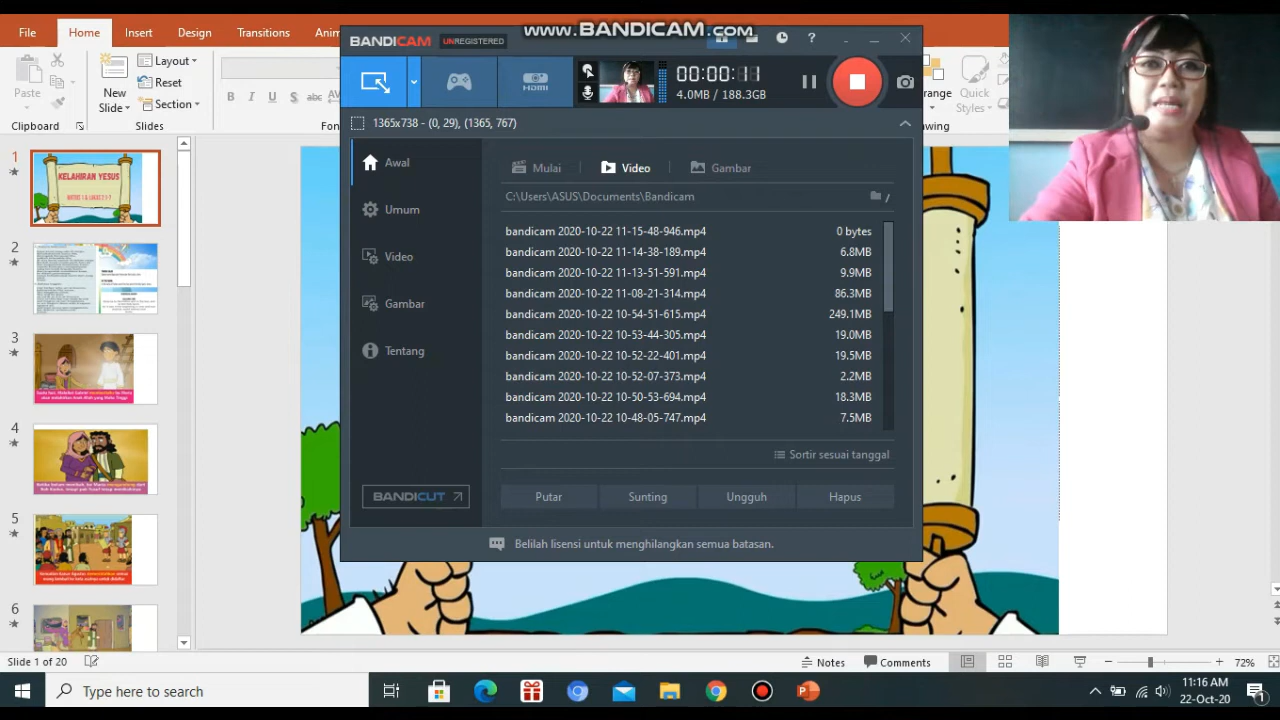 www.BANDICAM.com
File
Home
Insert
Design
Transitions
BANDICAM UNREGISTERED
Paste
New Slide
Layout
Reset
Section
B I U S abc
Clipboard
Slides
Styles
00:00:11
4.0MB / 188.3GB
HDMI
1365x738 - (0, 29), (1365, 767)
Awal
Umum
Video
Gambar
Tentang
BANDICUT
Mulai
Video
Gambar
C:\Users\ASUS\Documents\Bandicam
bandicam 2020-10-22 11-15-48-946.mp4 0 bytes
bandicam 2020-10-22 11-14-38-189.mp4 6.8MB
bandicam 2020-10-22 11-13-51-591.mp4 9.9MB
bandicam 2020-10-22 11-08-21-314.mp4 86.3MB
bandicam 2020-10-22 10-54-51-615.mp4 249.1MB
bandicam 2020-10-22 10-53-44-305.mp4 19.0MB
bandicam 2020-10-22 10-52-22-401.mp4 19.5MB
bandicam 2020-10-22 10-52-07-373.mp4 2.2MB
bandicam 2020-10-22 10-50-53-694.mp4 18.3MB
bandicam 2020-10-22 10-48-05-747.mp4 7.5MB
Sortir sesuai tanggal
Putar
Sunting
Ungguh
Hapus
Belilah lisensi untuk menghilangkan semua batasan.
1
KELAHIRAN YESUS
2
3
4
5
6
Slide 1 of 20
Notes
Comments
72%
Type here to search
11:16 AM
22-Oct-20